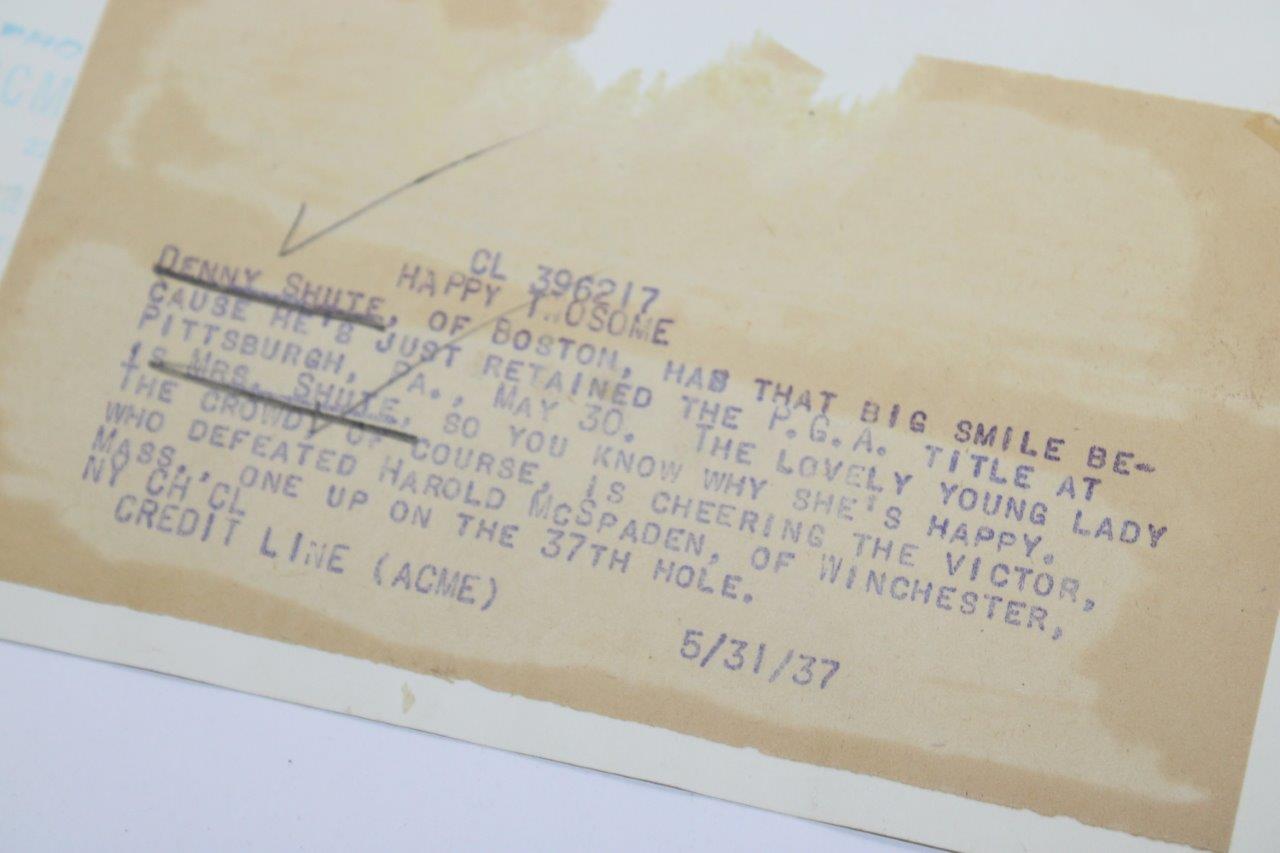 PHO
CM
CL 396217
HAPPY T..OSOME
DENNY SHUTE, OF BOSTON, HAS THAT BIG SMILE BE-
CAUSE HE'S JUST RETAINED THE P.G.A. TITLE AT
PITTSBURGH, PA., MAY 30. THE LOVELY YOUNG LADY
IS MRS. SHUTE, SO YOU KNOW WHY SHE'S HAPPY.
THE CROWD, OF COURSE, IS CHEERING THE VICTOR,
WHO DEFEATED HAROLD MCSPADEN, OF WINCHESTER,
MASS., ONE UP ON THE 37TH HOLE.
NY CH'CL
CREDIT LINE (ACME)
5/31/37